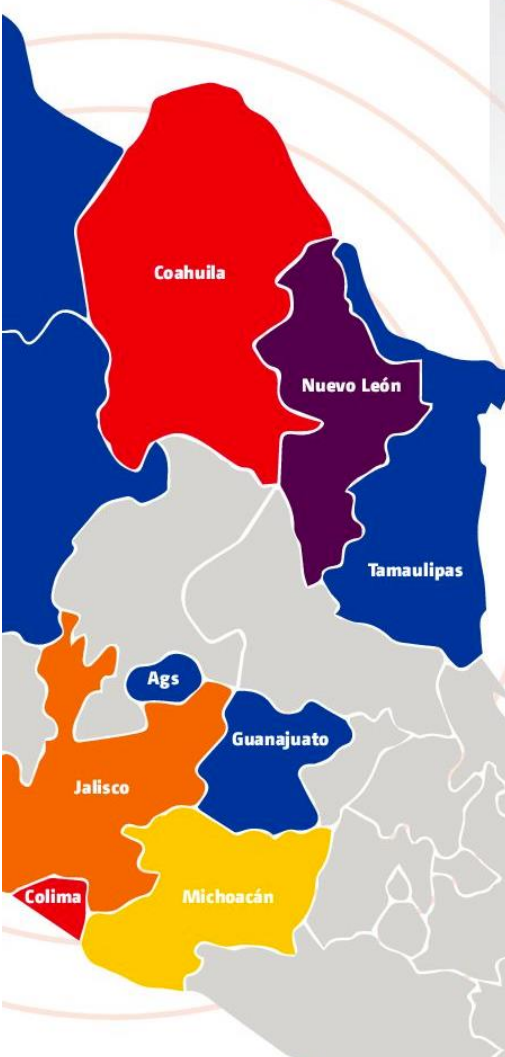 Coahuila
Nuevo León
Tamaulipas
Ags
Guanajuato
Jalisco
Colima
Michoacán